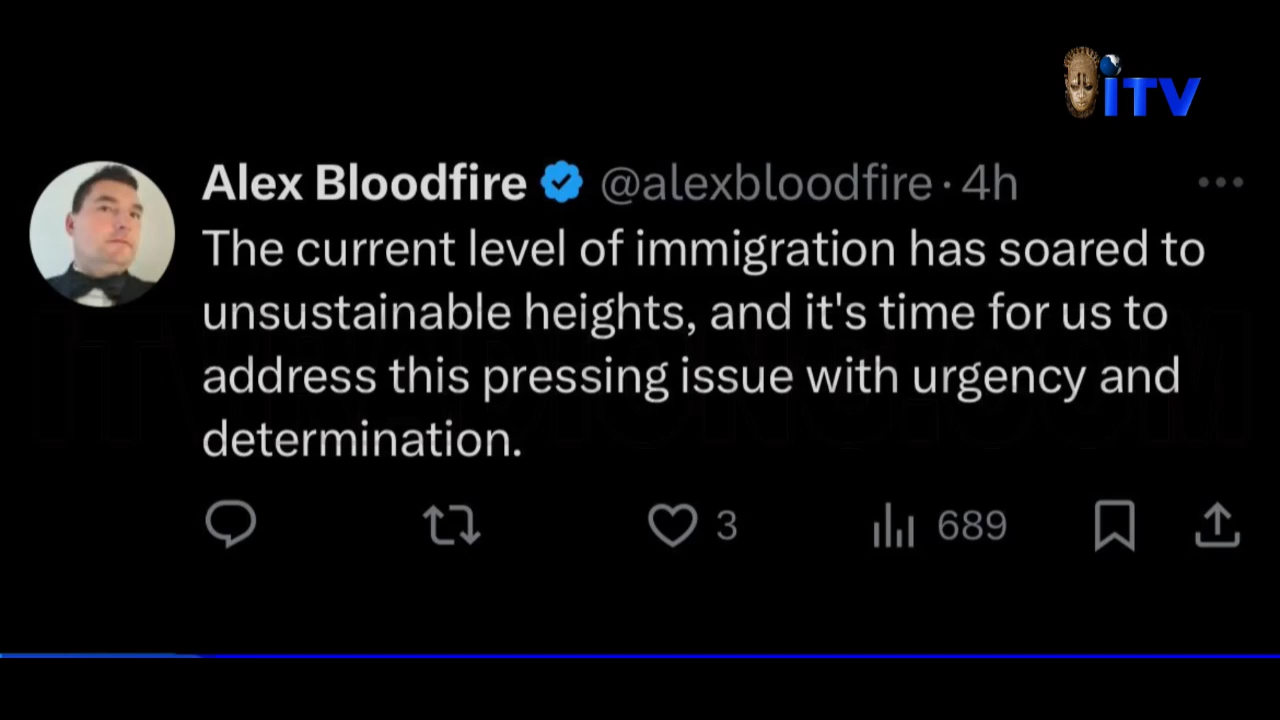 iTV
Alex Bloodfire @alexbloodfire · 4h
The current level of immigration has soared to
unsustainable heights, and it's time for us to
address this pressing issue with urgency and
determination.
3 689